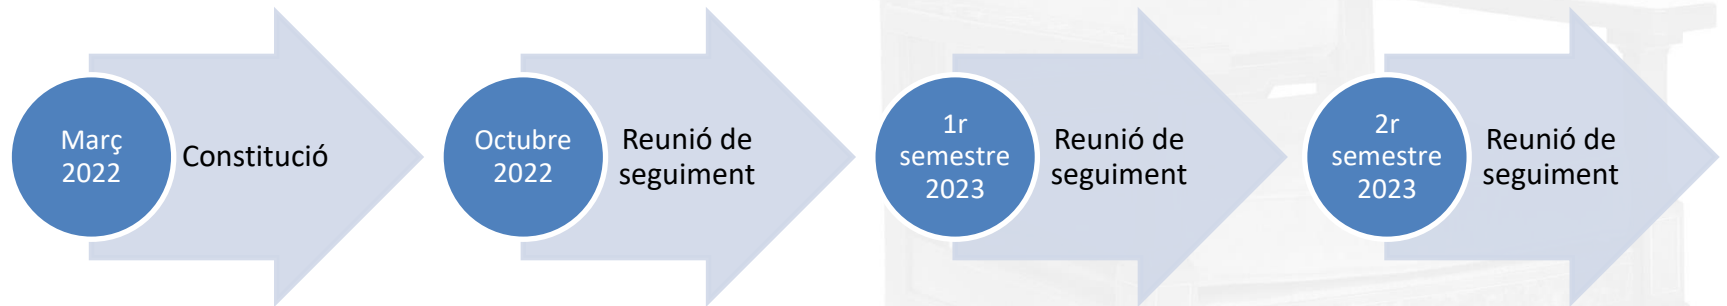 Març
2022
Constitució
Octubre
2022
Reunió de
seguiment
1r
semestre
2023
Reunió de
seguiment
2r
semestre
2023
Reunió de
seguiment